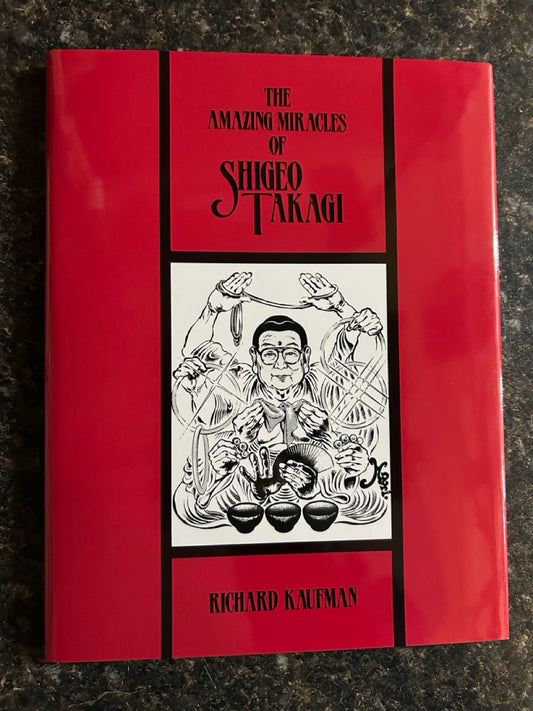 THE
AMAZING MIRACLES
OF
SHIGEO
TAKAGI
RICHARD KAUFMAN